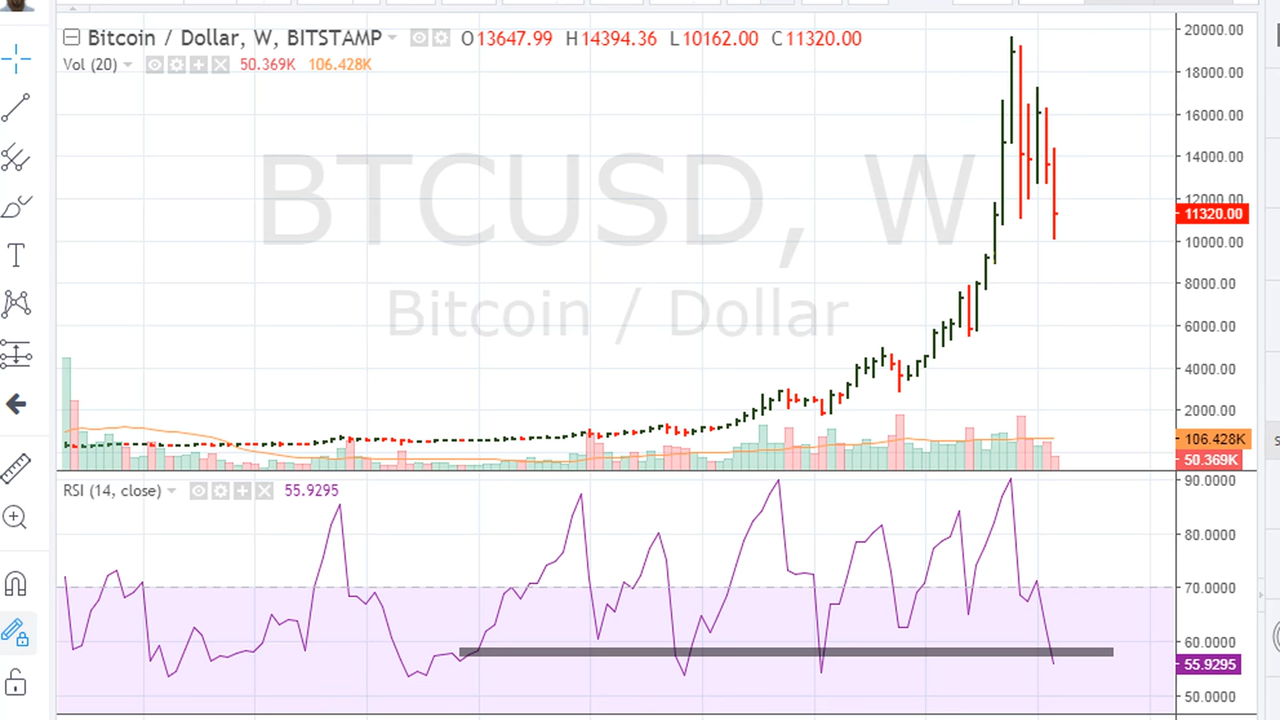 Bitcoin / Dollar, W, BITSTAMP O13647.99 H14394.36 L10162.00 C11320.00
Vol (20) 50.369K 106.428K
BTCUSD, W
Bitcoin / Dollar
20000.00
18000.00
16000.00
14000.00
12000.00
11320.00
10000.00
8000.00
6000.00
4000.00
2000.00
106.428K
50.369K
RSI (14, close) 55.9295
90.0000
80.0000
70.0000
60.0000
55.9295
50.0000